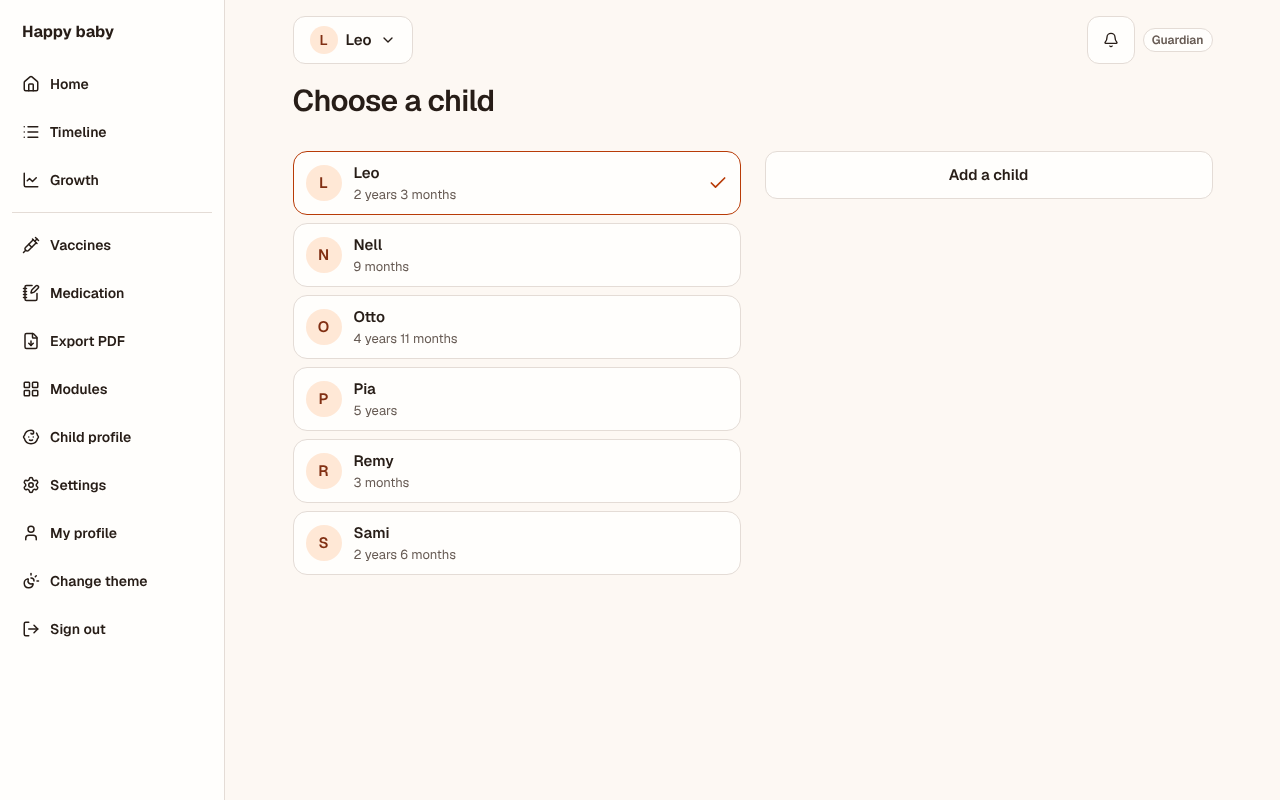 Happy baby
Home
Timeline
Growth
Vaccines
Medication
Export PDF
Modules
Child profile
Settings
My profile
Change theme
Sign out
L Leo
Guardian
Choose a child
L
Leo
2 years 3 months
N
Nell
9 months
O
Otto
4 years 11 months
P
Pia
5 years
R
Remy
3 months
S
Sami
2 years 6 months
Add a child